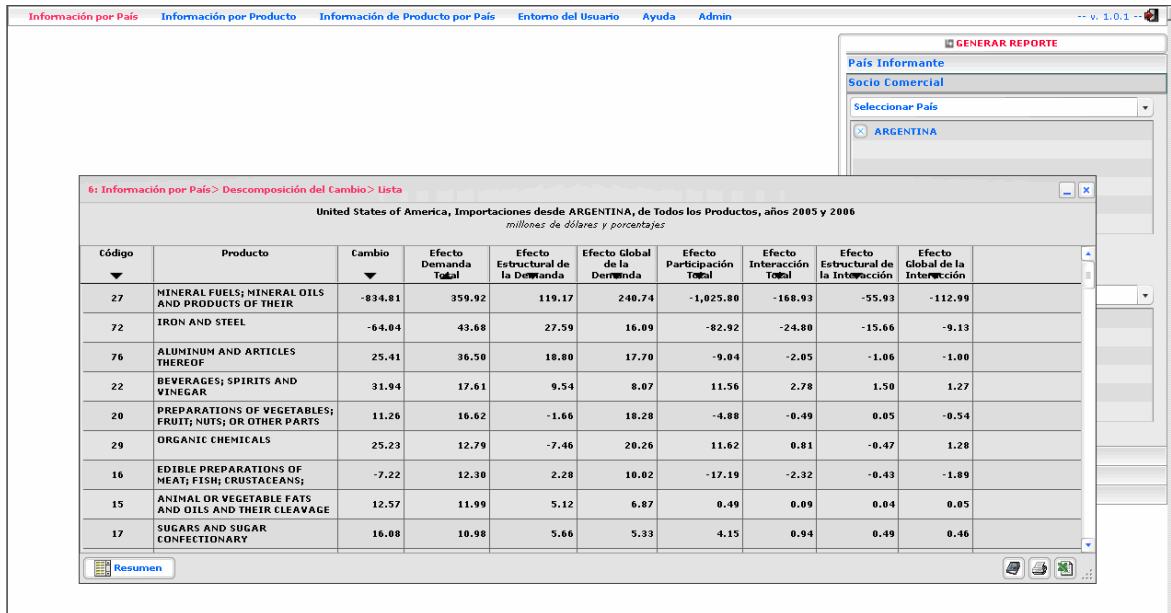 Información por País Información por Producto Información de Producto por País Entorno del Usuario Ayuda Admin -- v. 1.0.1 --
GENERAR REPORTE
País Informante
Socio Comercial
Seleccionar País
ARGENTINA
6: Información por País> Descomposición del Cambio> Lista
United States of America, Importaciones desde ARGENTINA, de Todos los Productos, años 2005 y 2006
millones de dólares y porcentajes
Código Producto Cambio Efecto Demanda Total Efecto Estructural de la Demanda Efecto Global de la Demanda Efecto Participación Total Efecto Interacción Total Efecto Estructural de la Interacción Efecto Global de la Interacción
27 MINERAL FUELS; MINERAL OILS AND PRODUCTS OF THEIR -834.81 359.92 119.17 240.74 -1,025.80 -168.93 -55.93 -112.99
72 IRON AND STEEL -64.04 43.68 27.59 16.09 -82.92 -24.80 -15.66 -9.13
76 ALUMINUM AND ARTICLES THEREOF 25.41 36.50 18.80 17.70 -9.04 -2.05 -1.06 -1.00
22 BEVERAGES; SPIRITS AND VINEGAR 31.94 17.61 9.54 8.07 11.56 2.78 1.50 1.27
20 PREPARATIONS OF VEGETABLES; FRUIT; NUTS; OR OTHER PARTS 11.26 16.62 -1.66 18.28 -4.88 -0.49 0.05 -0.54
29 ORGANIC CHEMICALS 25.23 12.79 -7.46 20.26 11.62 0.81 -0.47 1.28
16 EDIBLE PREPARATIONS OF MEAT; FISH; CRUSTACEANS; -7.22 12.30 2.28 10.02 -17.19 -2.32 -0.43 -1.89
15 ANIMAL OR VEGETABLE FATS AND OILS AND THEIR CLEAVAGE 12.57 11.99 5.12 6.87 0.49 0.09 0.04 0.05
17 SUGARS AND SUGAR CONFECTIONARY 16.08 10.98 5.66 5.33 4.15 0.94 0.49 0.46
Resumen